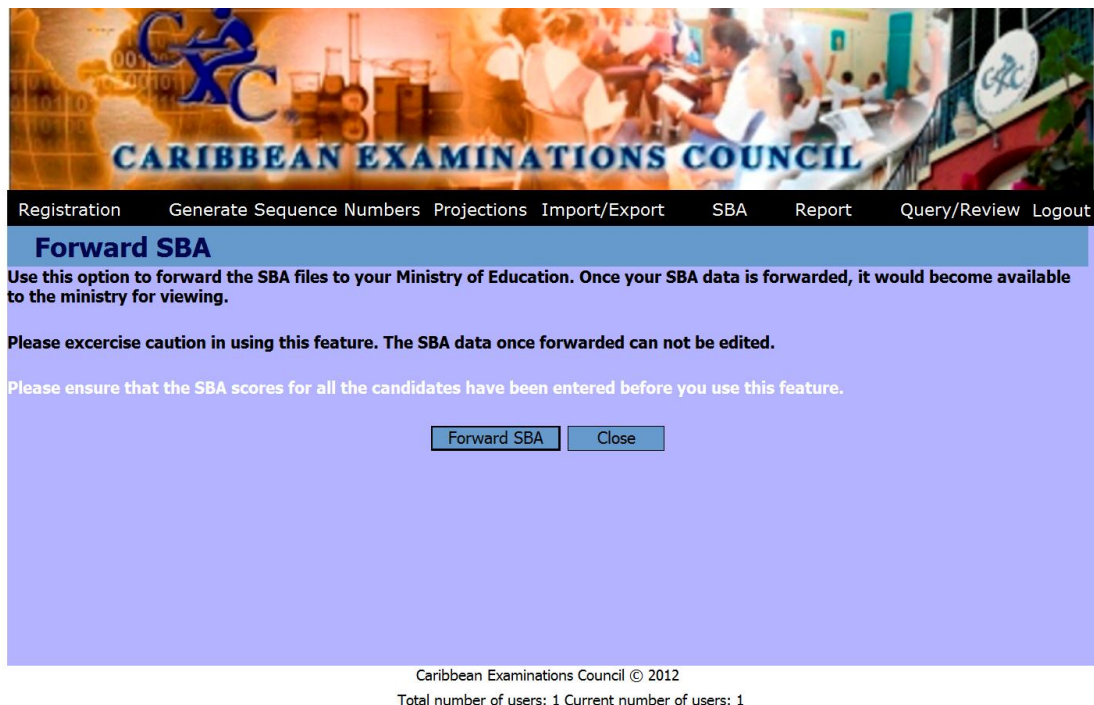 CXC®
CARIBBEAN EXAMINATIONS COUNCIL
CXC
Registration Generate Sequence Numbers Projections Import/Export SBA Report Query/Review Logout
Forward SBA
Use this option to forward the SBA files to your Ministry of Education. Once your SBA data is forwarded, it would become available
to the ministry for viewing.
Please excercise caution in using this feature. The SBA data once forwarded can not be edited.
Please ensure that the SBA scores for all the candidates have been entered before you use this feature.
Forward SBA Close
Caribbean Examinations Council © 2012
Total number of users: 1 Current number of users: 1